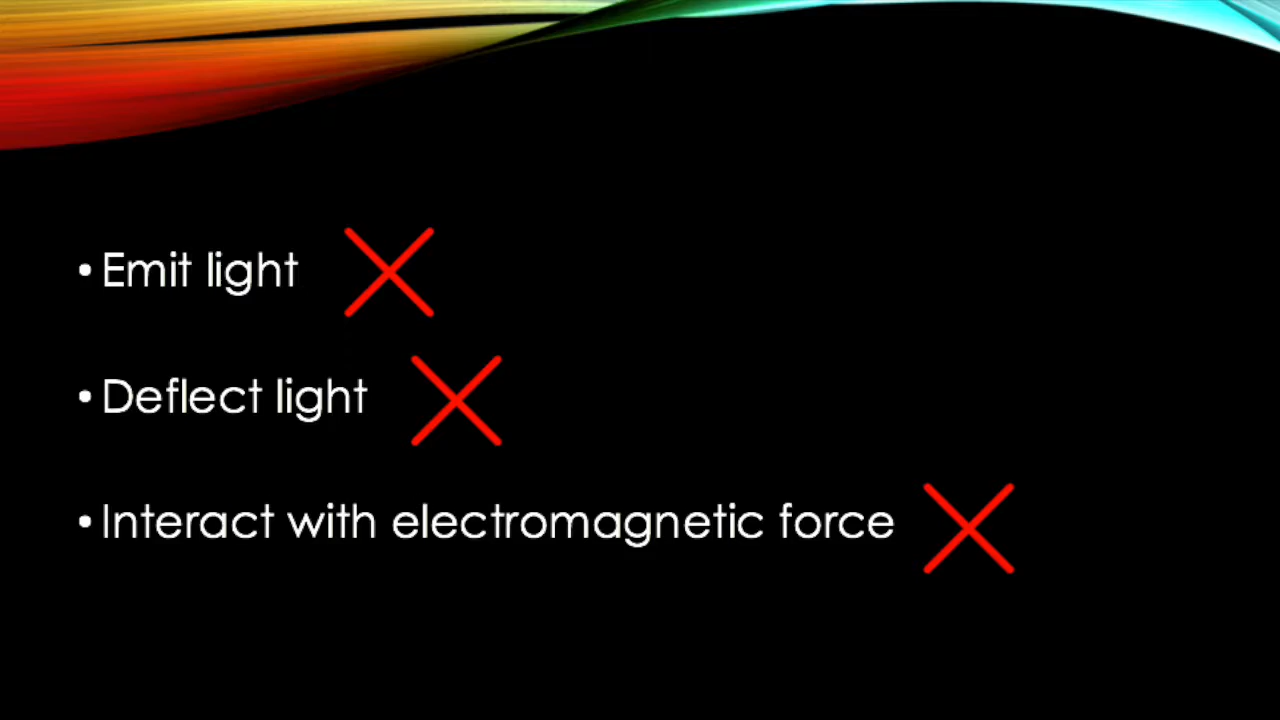 • Emit light
• Deflect light
• Interact with electromagnetic force